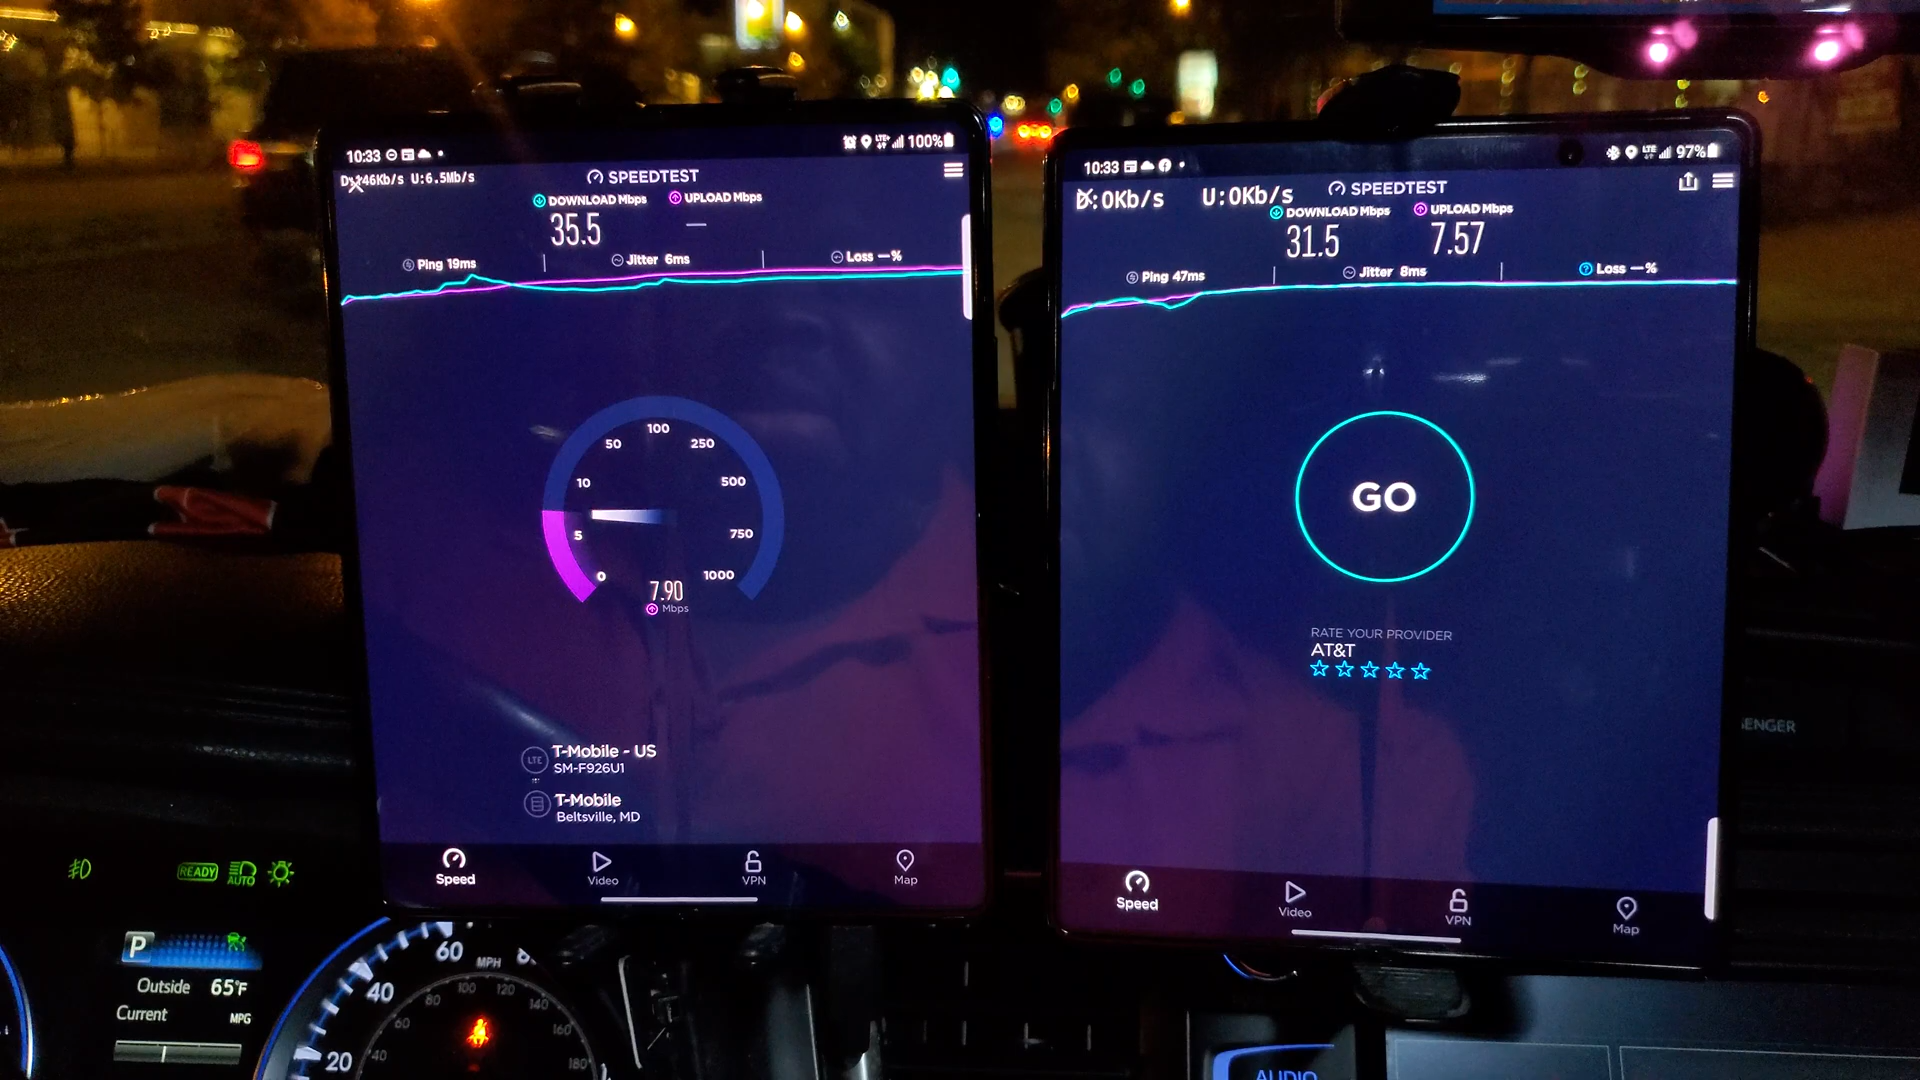 10:33
100%
U:6.5Mb/s
SPEEDTEST
DOWNLOAD Mbps
UPLOAD Mbps
35.5
—
Ping 19ms
Jitter 6ms
Loss —%
100
50
250
10
500
5
750
0
1000
7.90
Mbps
LTE
T-Mobile - US
SM-F926U1
T-Mobile
Beltsville, MD
Speed
Video
VPN
Map
10:33
LTE
97%
:0Kb/s
U:0Kb/s
SPEEDTEST
DOWNLOAD Mbps
UPLOAD Mbps
31.5
7.57
Ping 47ms
Jitter 8ms
Loss —%
GO
RATE YOUR PROVIDER
AT&T
Speed
Video
VPN
Map
ENGER
READY
AUTO
P
Outside 65°F
Current MPG
60
MPH
40
20
100
120
80
140
60
160
40
180
AUDIO